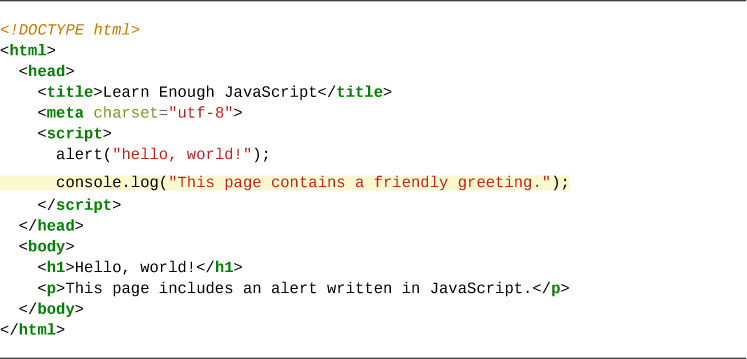 <!DOCTYPE html>
<html>
  <head>
    <title>Learn Enough JavaScript</title>
    <meta charset="utf-8">
    <script>
      alert("hello, world!");
      console.log("This page contains a friendly greeting.");
    </script>
  </head>
  <body>
    <h1>Hello, world!</h1>
    <p>This page includes an alert written in JavaScript.</p>
  </body>
</html>